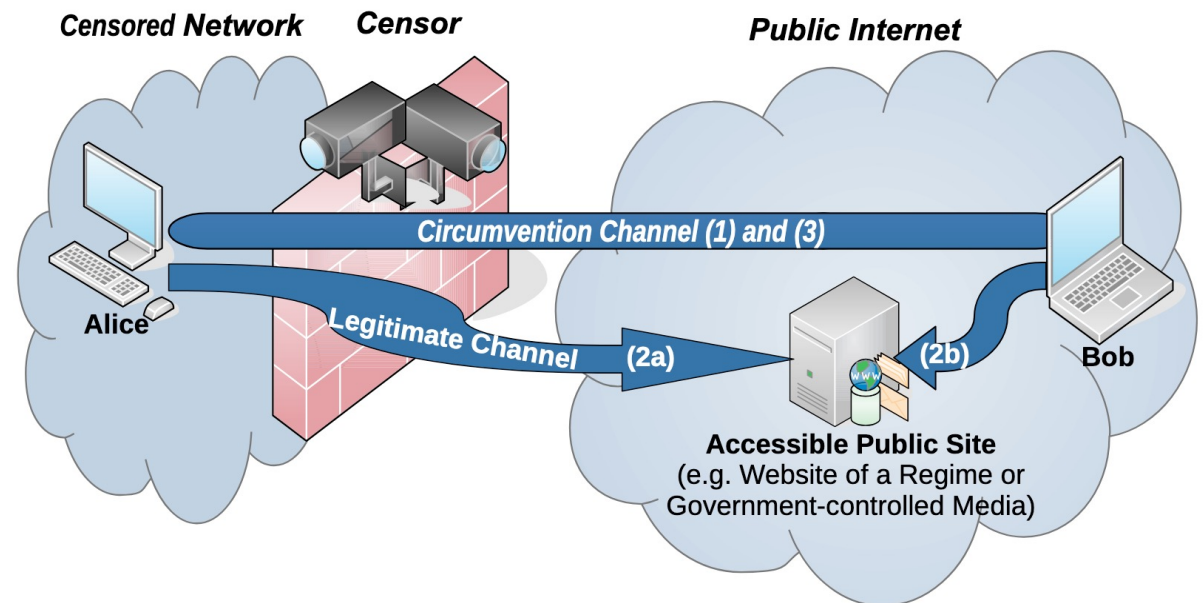 Censored Network
Censor
Public Internet
Circumvention Channel (1) and (3)
Alice
Legitimate Channel
(2a)
(2b)
Bob
WWW
Accessible Public Site
(e.g. Website of a Regime or
Government-controlled Media)